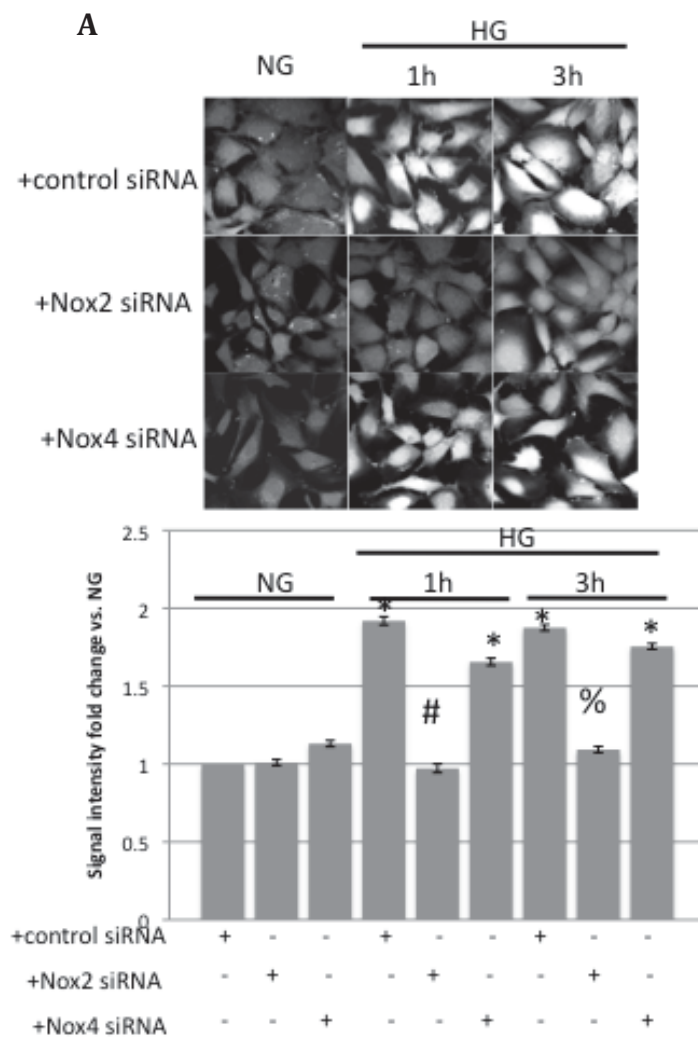 A
HG
NG 1h 3h
+control siRNA
+Nox2 siRNA
+Nox4 siRNA
Signal intensity fold change vs. NG
2.5
2
1.5
1
0.5
0
HG
NG 1h 3h
* * * *
# %
+control siRNA + - - + - - + - -
+Nox2 siRNA - + - - + - - + -
+Nox4 siRNA - - + - - + - - +